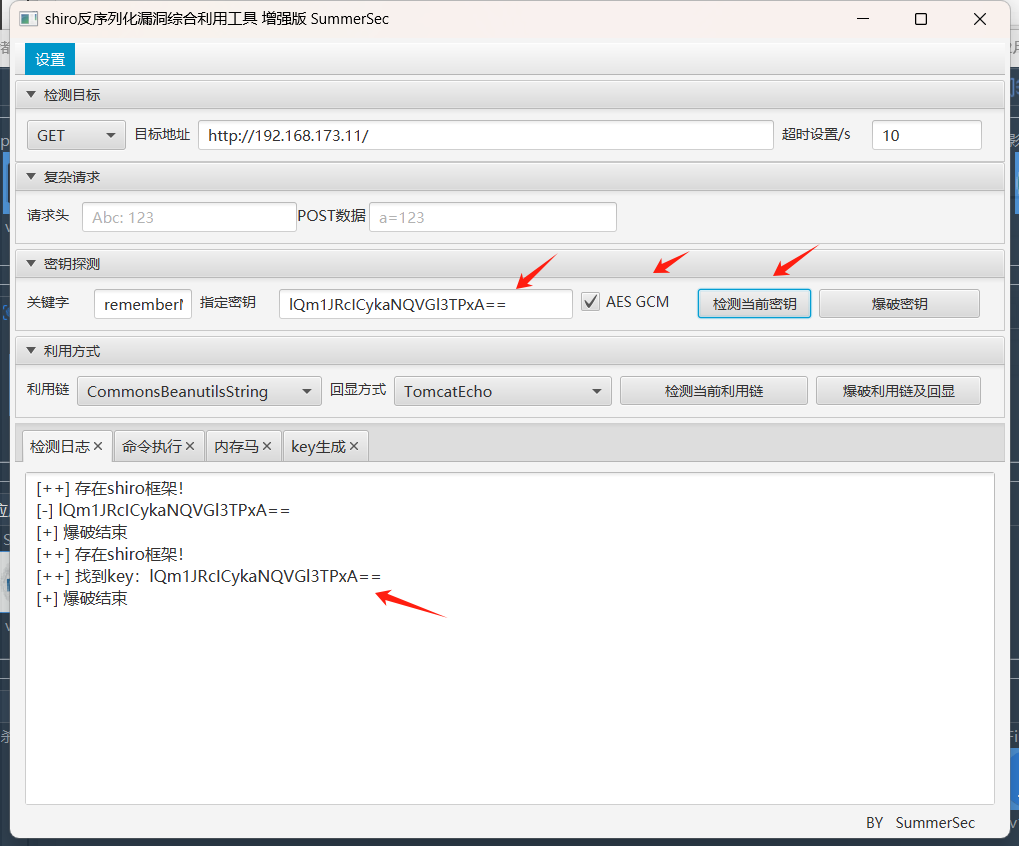 shiro反序列化漏洞综合利用工具 增强版 SummerSec
设置
检测目标
GET 目标地址 http://192.168.173.11/ 超时设置/s 10
复杂请求
请求头 Abc: 123 POST数据 a=123
密钥探测
关键字 rememberM 指定密钥 lQm1JRcICykaNQVGl3TPxA== AES GCM 检测当前密钥 爆破密钥
利用方式
利用链 CommonsBeanutilsString 回显方式 TomcatEcho 检测当前利用链 爆破利用链及回显
检测日志 命令执行 内存马 key生成
[++] 存在shiro框架！
[-] lQm1JRcICykaNQVGl3TPxA==
[+] 爆破结束
[++] 存在shiro框架！
[++] 找到key：lQm1JRcICykaNQVGl3TPxA==
[+] 爆破结束
BY SummerSec